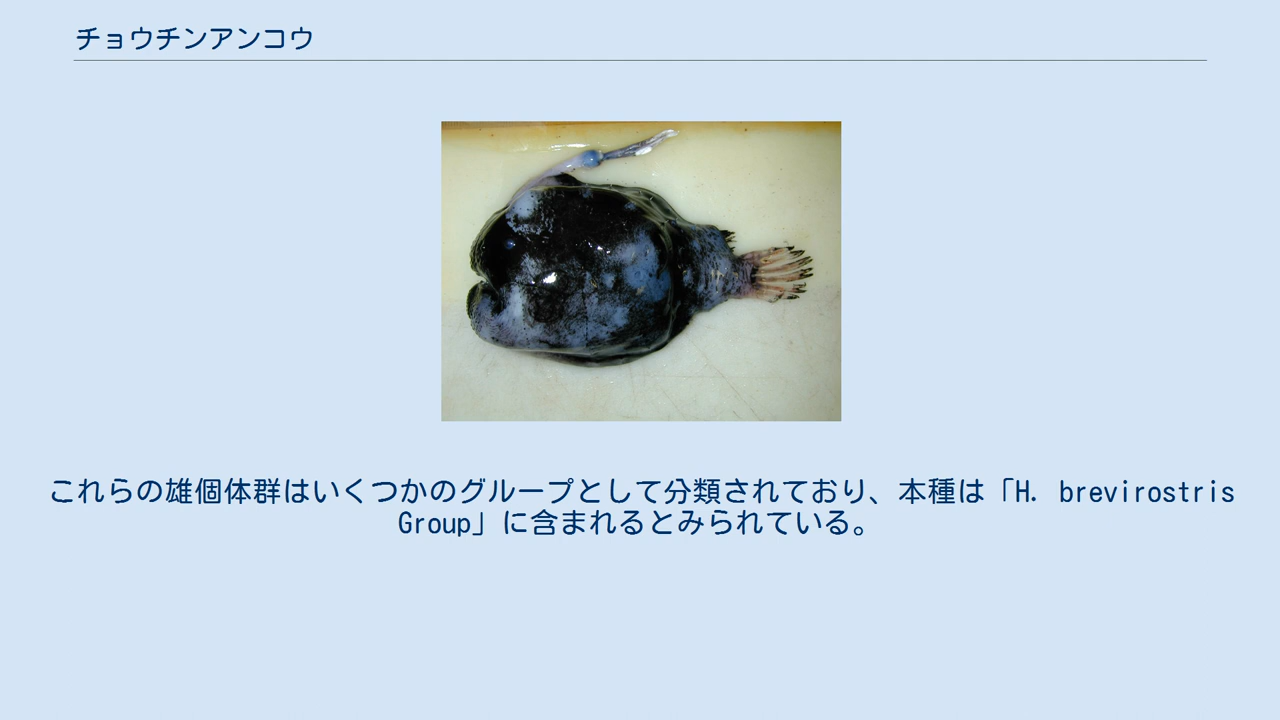 チョウチンアンコウ
これらの雄個体群はいくつかのグループとして分類されており、本種は「H. brevirostris
Group」に含まれるとみられている。